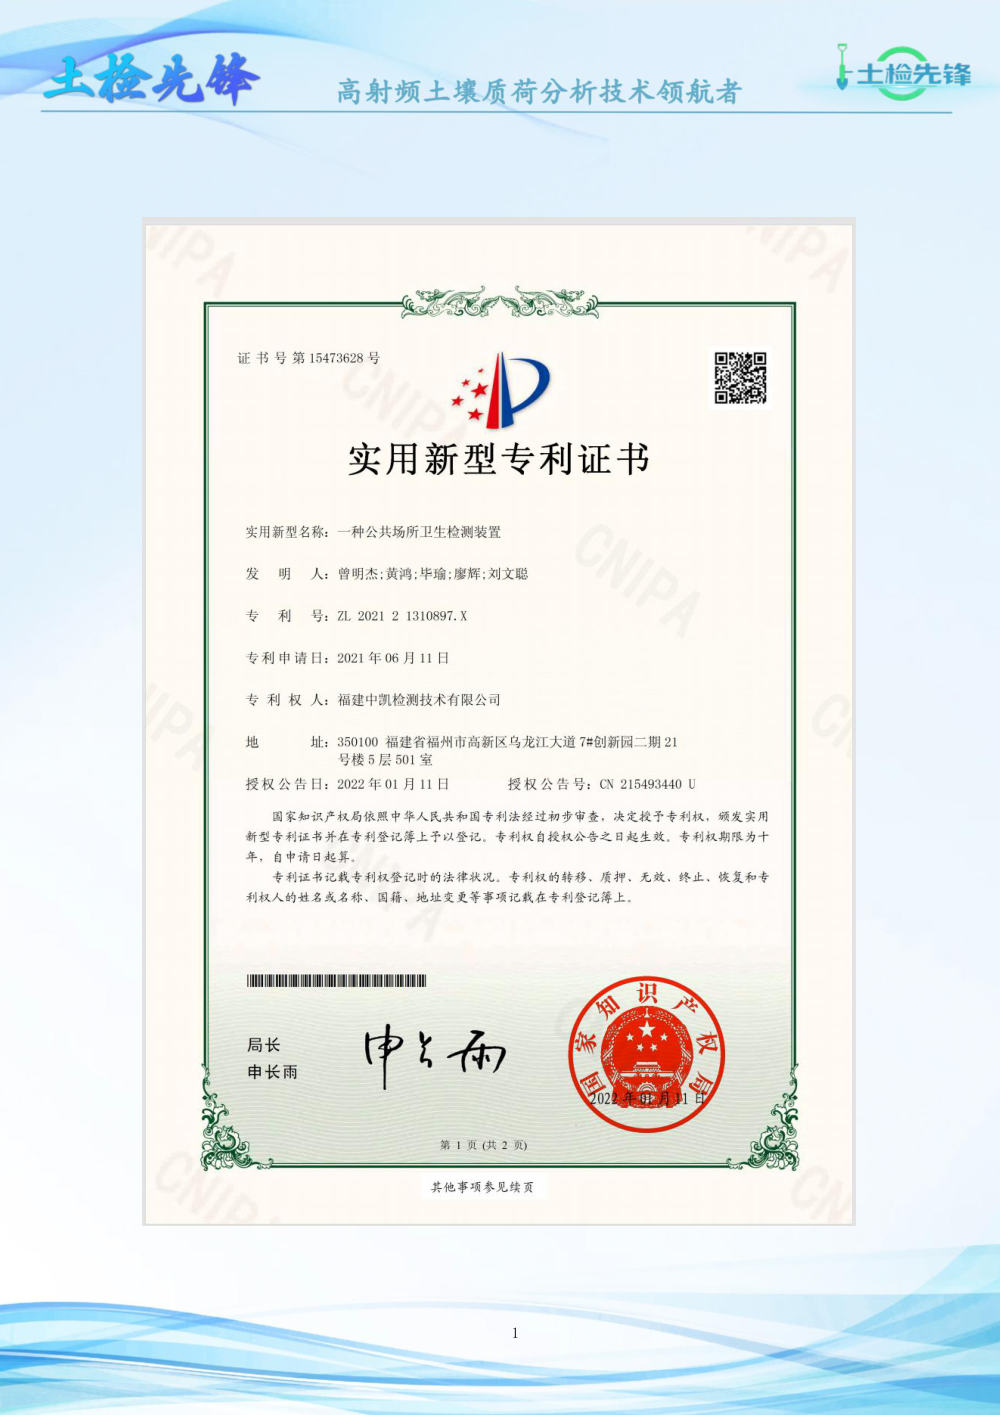 土检先锋
高射频土壤质荷分析技术领航者
土检先锋
证书号第15473628号
实用新型专利证书
实用新型名称：一种公共场所卫生检测装置
发明人：曾明杰;黄鸿;毕瑜;廖辉;刘文聪
专利号：ZL 2021 2 1310897.X
专利申请日：2021年06月11日
专利权人：福建中凯检测技术有限公司
地址：350100 福建省福州市高新区乌龙江大道7#创新园二期21
号楼5层501室
授权公告日：2022年01月11日 授权公告号：CN 215493440 U
国家知识产权局依照中华人民共和国专利法经过初步审查，决定授予专利权，颁发实用
新型专利证书并在专利登记簿上予以登记。专利权自授权公告之日起生效。专利权期限为十
年，自申请日起算。
专利证书记载专利权登记时的法律状况。专利权的转移、质押、无效、终止、恢复和专
利权人的姓名或名称、国籍、地址变更等事项记载在专利登记簿上。
局长
申长雨
申长雨
国家知识产权局
2022年01月11日
第 1 页 (共 2 页)
其他事项参见续页
1
CNIPA